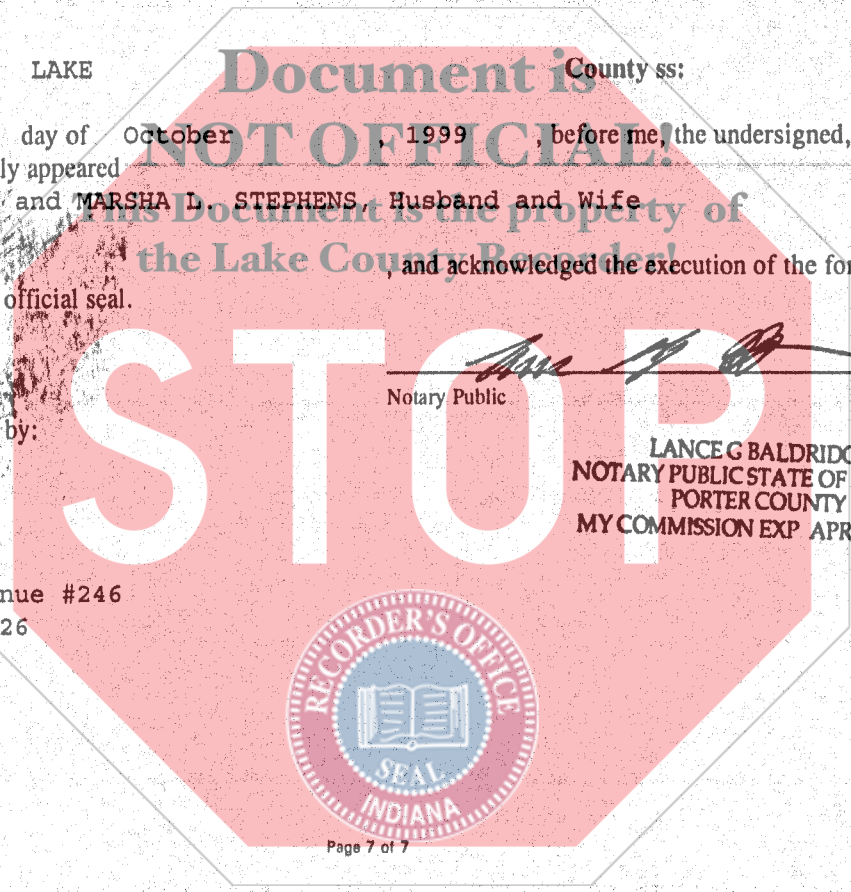 LAKE County ss:
Document is
day of October , 1999 , before me, the undersigned,
NOT OFFICIAL!
ly appeared
and MARSHA L. STEPHENS, Husband and Wife
This Document is the property of
the Lake County Recorder!
, and acknowledged the execution of the for
official seal.
STOP
Notary Public
by:
LANCE G BALDRIDG
NOTARY PUBLIC STATE OF
PORTER COUNTY
MY COMMISSION EXP APR
nue #246
26
RECORDER'S OFFICE
SEAL
INDIANA
Page 7 of 7